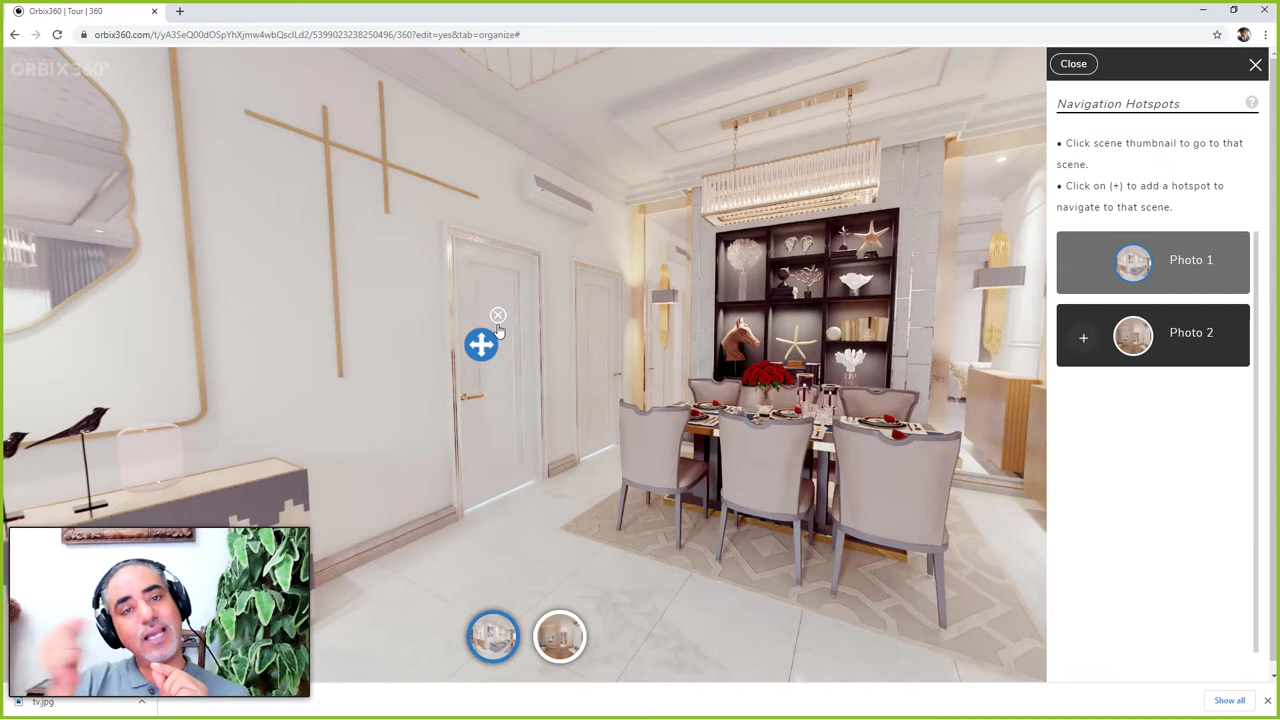 Orbix360 | Tour | 360
orbix360.com/t/yA3SeQ00dOSpYhXjmw4wbQsclLd2/5399023238250496/360?edit=yes&tab=organize#
ORBIX360
Close
Navigation Hotspots
?
• Click scene thumbnail to go to that
scene.
• Click on (+) to add a hotspot to
navigate to that scene.
Photo 1
+ Photo 2
tv.jpg
Show all